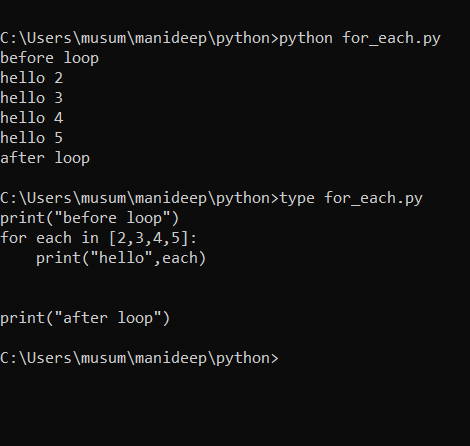 C:\Users\musum\manideep\python>python for_each.py
before loop
hello 2
hello 3
hello 4
hello 5
after loop
C:\Users\musum\manideep\python>type for_each.py
print("before loop")
for each in [2,3,4,5]:
    print("hello",each)
print("after loop")
C:\Users\musum\manideep\python>